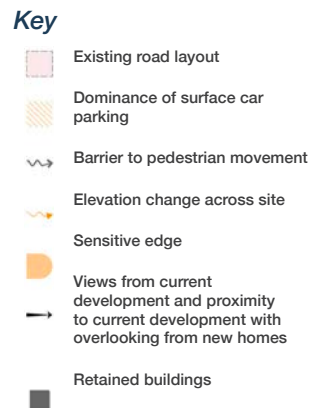 Key
Existing road layout
Dominance of surface car
parking
Barrier to pedestrian movement
Elevation change across site
Sensitive edge
Views from current
development and proximity
to current development with
overlooking from new homes
Retained buildings